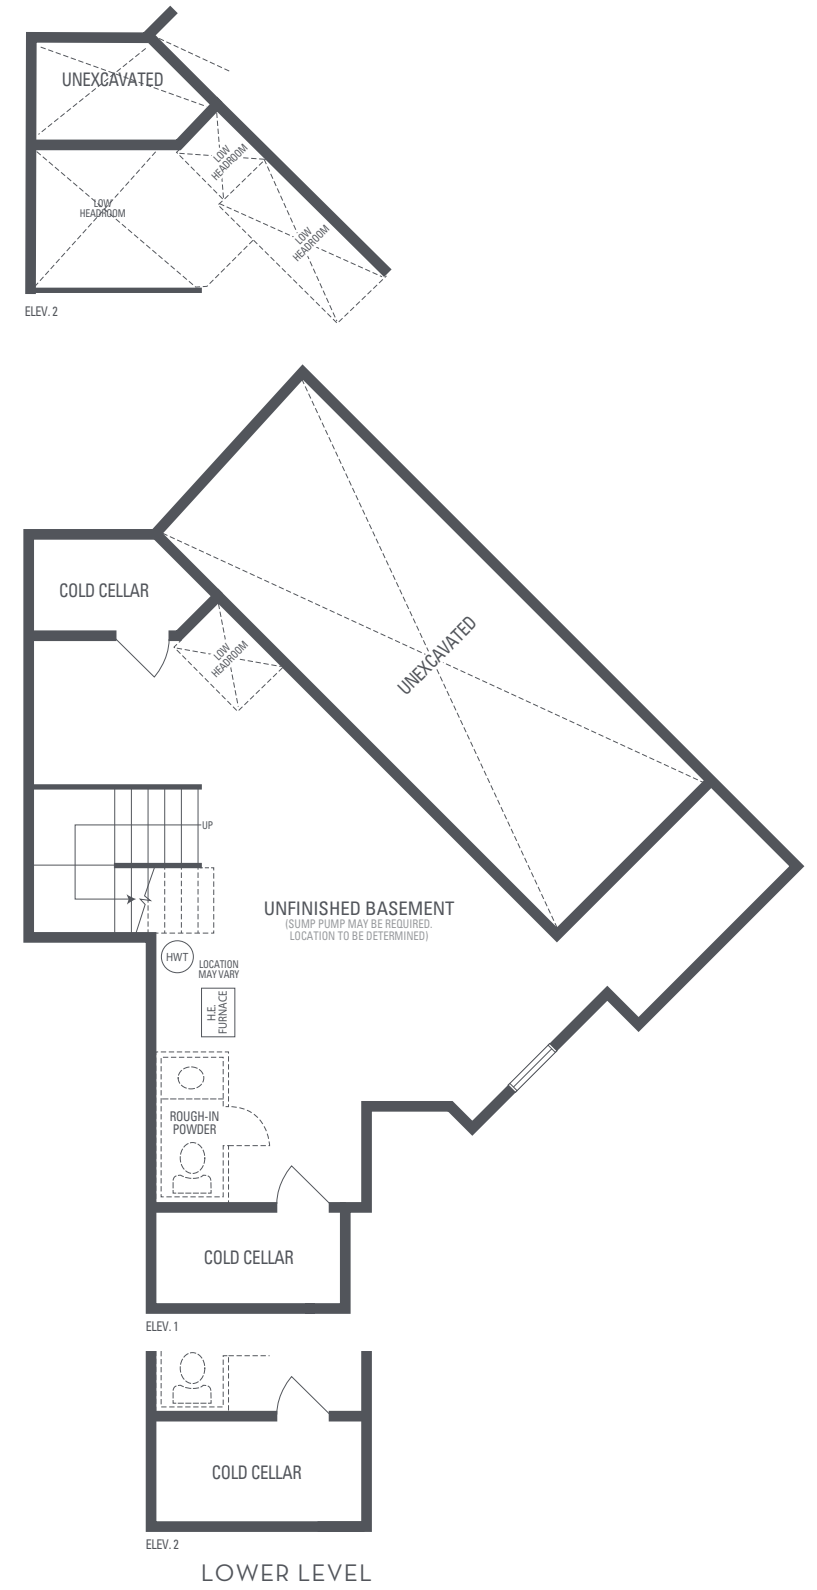 UNEXCAVATED
LOW
HEADROOM
LOW
HEADROOM
LOW
HEADROOM
ELEV. 2
COLD CELLAR
UNEXCAVATED
LOW
HEADROOM
UP
UNFINISHED BASEMENT
(SUMP PUMP MAY BE REQUIRED.
LOCATION TO BE DETERMINED)
HWT
LOCATION
MAY VARY
H.E.
FURNACE
ROUGH-IN
POWDER
COLD CELLAR
ELEV. 1
COLD CELLAR
ELEV. 2
LOWER LEVEL